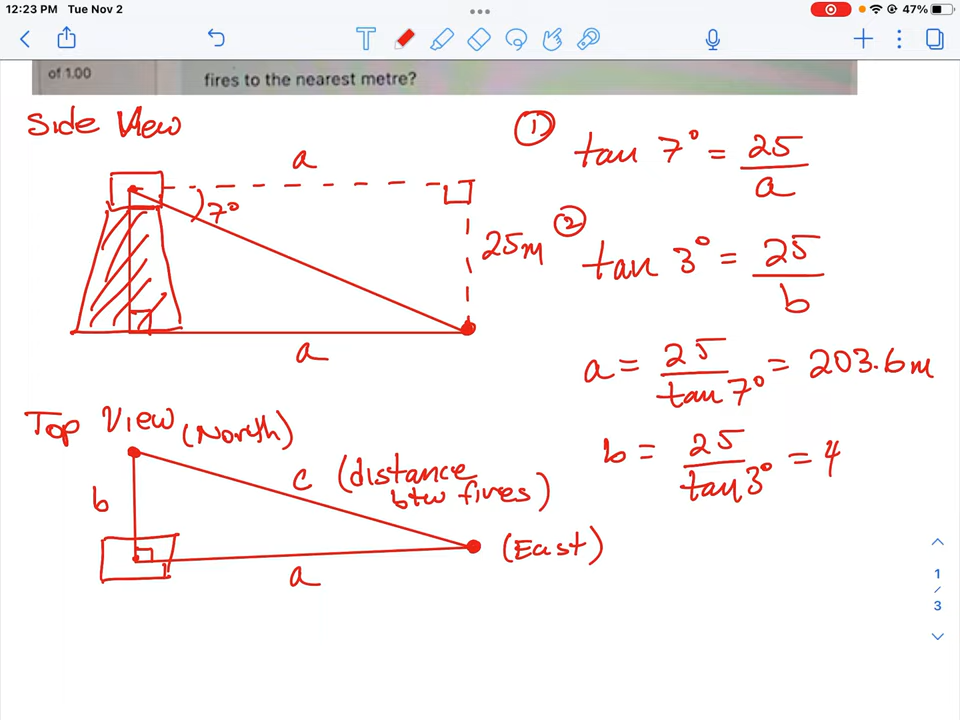 12:23 PM Tue Nov 2
47%
T
of 1.00
fires to the nearest metre?
Side View
a
7°
25m
a
① tan 7° = 25/a
② tan 3° = 25/b
a = 25/tan 7° = 203.6m
b = 25/tan 3° = 4
Top View (North)
b
c (distance
btw fires)
(East)
a
1
/
3